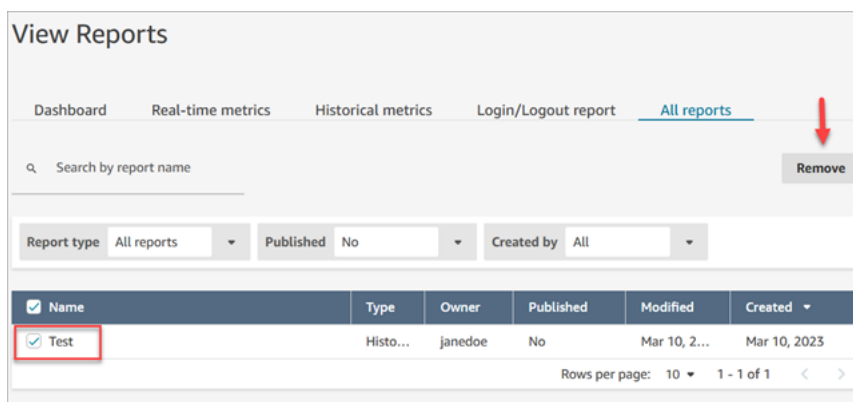 View Reports
Dashboard Real-time metrics Historical metrics Login/Logout report All reports
Search by report name Remove
Report type All reports Published No Created by All
Name Type Owner Published Modified Created
Test Histo... janedoe No Mar 10, 2... Mar 10, 2023
Rows per page: 10 1 - 1 of 1